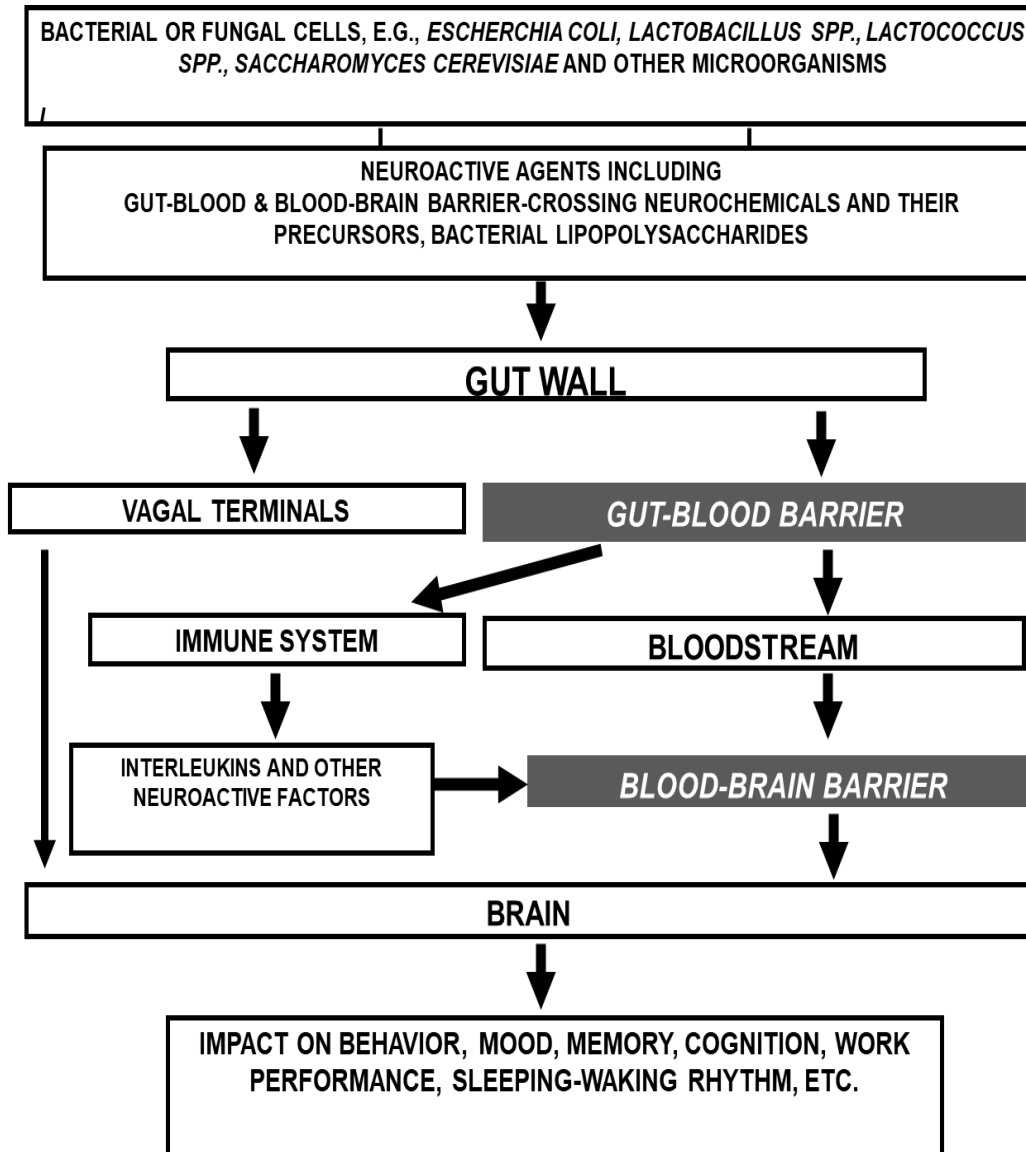 BACTERIAL OR FUNGAL CELLS, E.G., ESCHERCHIA COLI, LACTOBACILLUS SPP., LACTOCOCCUS
SPP., SACCHAROMYCES CEREVISIAE AND OTHER MICROORGANISMS
/
NEUROACTIVE AGENTS INCLUDING
GUT-BLOOD & BLOOD-BRAIN BARRIER-CROSSING NEUROCHEMICALS AND THEIR
PRECURSORS, BACTERIAL LIPOPOLYSACCHARIDES
GUT WALL
VAGAL TERMINALS
GUT-BLOOD BARRIER
IMMUNE SYSTEM
BLOODSTREAM
INTERLEUKINS AND OTHER
NEUROACTIVE FACTORS
BLOOD-BRAIN BARRIER
BRAIN
IMPACT ON BEHAVIOR, MOOD, MEMORY, COGNITION, WORK
PERFORMANCE, SLEEPING-WAKING RHYTHM, ETC.